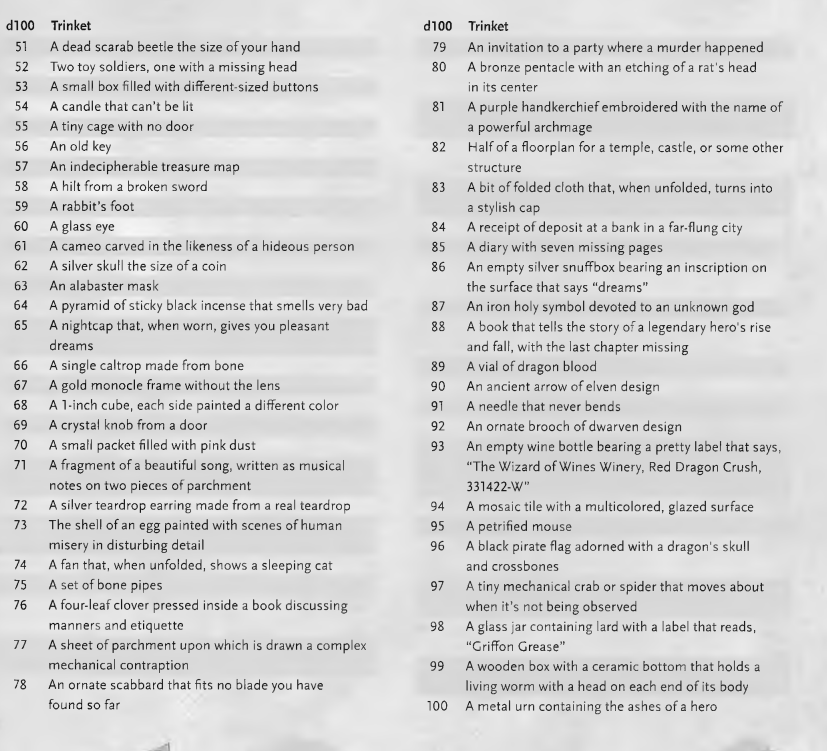 d100 Trinket
51 A dead scarab beetle the size of your hand
52 Two toy soldiers, one with a missing head
53 A small box filled with different-sized buttons
54 A candle that can't be lit
55 A tiny cage with no door
56 An old key
57 An indecipherable treasure map
58 A hilt from a broken sword
59 A rabbit's foot
60 A glass eye
61 A cameo carved in the likeness of a hideous person
62 A silver skull the size of a coin
63 An alabaster mask
64 A pyramid of sticky black incense that smells very bad
65 A nightcap that, when worn, gives you pleasant
dreams
66 A single caltrop made from bone
67 A gold monocle frame without the lens
68 A 1-inch cube, each side painted a different color
69 A crystal knob from a door
70 A small packet filled with pink dust
71 A fragment of a beautiful song, written as musical
notes on two pieces of parchment
72 A silver teardrop earring made from a real teardrop
73 The shell of an egg painted with scenes of human
misery in disturbing detail
74 A fan that, when unfolded, shows a sleeping cat
75 A set of bone pipes
76 A four-leaf clover pressed inside a book discussing
manners and etiquette
77 A sheet of parchment upon which is drawn a complex
mechanical contraption
78 An ornate scabbard that fits no blade you have
found so far
d100 Trinket
79 An invitation to a party where a murder happened
80 A bronze pentacle with an etching of a rat's head
in its center
81 A purple handkerchief embroidered with the name of
a powerful archmage
82 Half of a floorplan for a temple, castle, or some other
structure
83 A bit of folded cloth that, when unfolded, turns into
a stylish cap
84 A receipt of deposit at a bank in a far-flung city
85 A diary with seven missing pages
86 An empty silver snuffbox bearing an inscription on
the surface that says "dreams"
87 An iron holy symbol devoted to an unknown god
88 A book that tells the story of a legendary hero's rise
and fall, with the last chapter missing
89 A vial of dragon blood
90 An ancient arrow of elven design
91 A needle that never bends
92 An ornate brooch of dwarven design
93 An empty wine bottle bearing a pretty label that says,
"The Wizard of Wines Winery, Red Dragon Crush,
331422-W"
94 A mosaic tile with a multicolored, glazed surface
95 A petrified mouse
96 A black pirate flag adorned with a dragon's skull
and crossbones
97 A tiny mechanical crab or spider that moves about
when it's not being observed
98 A glass jar containing lard with a label that reads,
"Griffon Grease"
99 A wooden box with a ceramic bottom that holds a
living worm with a head on each end of its body
100 A metal urn containing the ashes of a hero